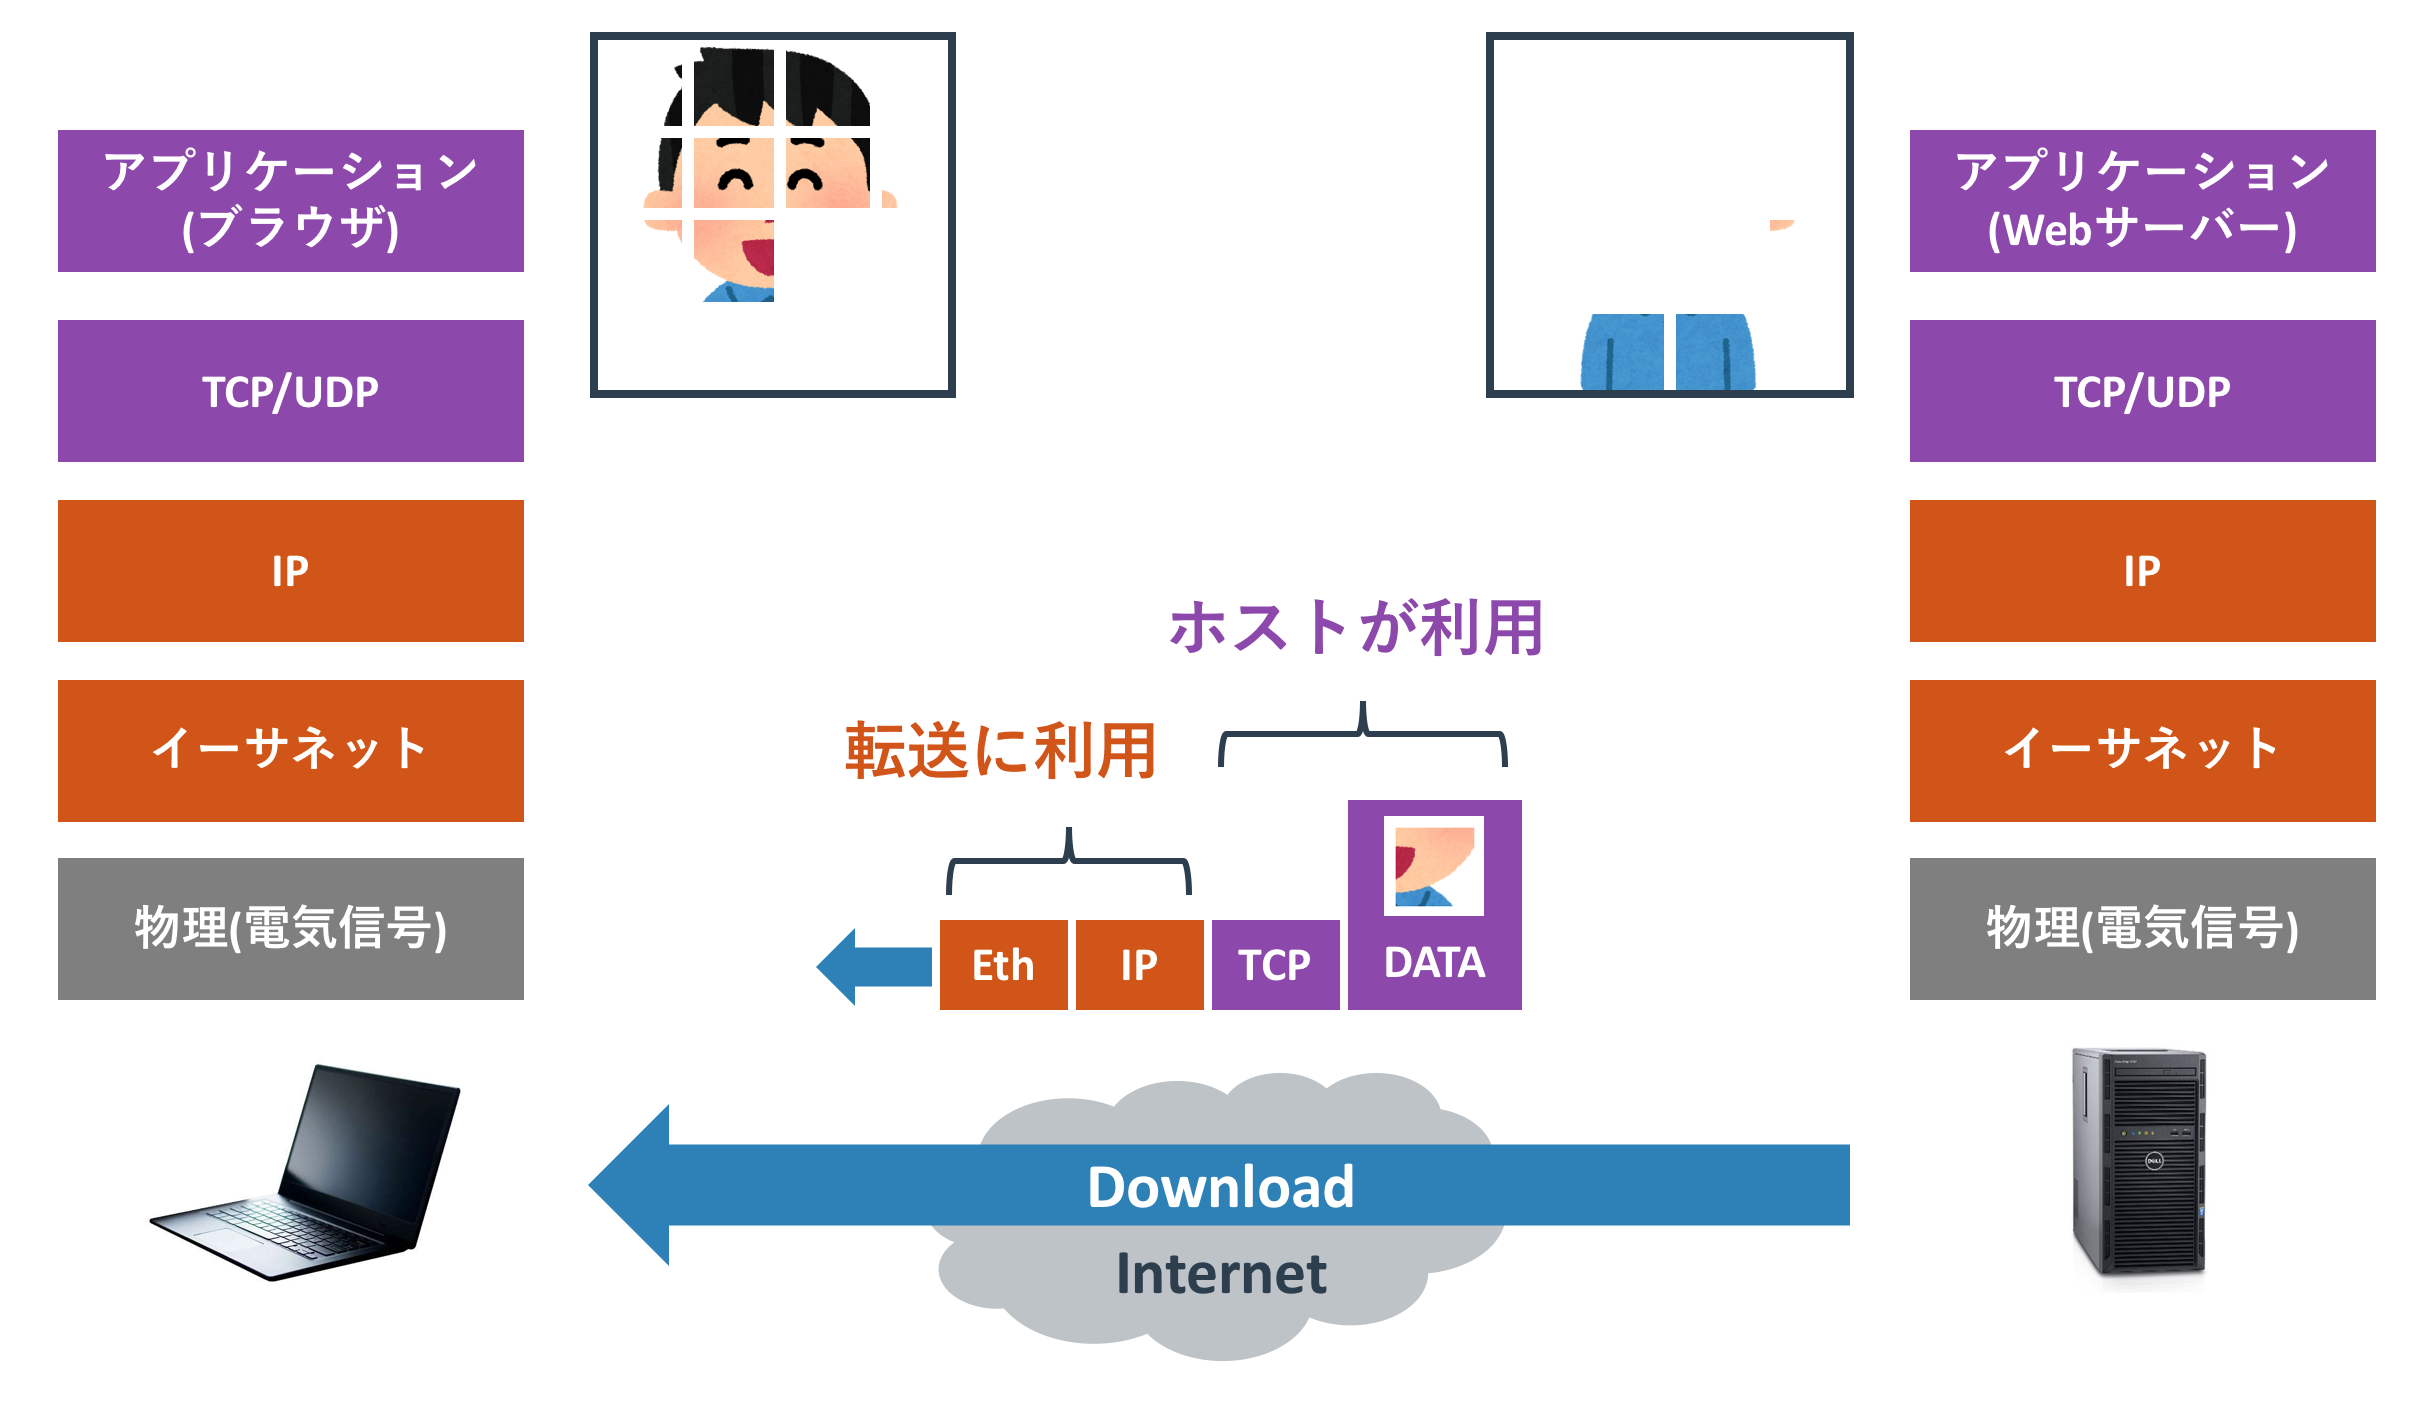 アプリケーション
(ブラウザ)
TCP/UDP
IP
イーサネット
物理(電気信号)
ホストが利用
転送に利用
Eth
IP
TCP
DATA
Download
Internet
アプリケーション
(Webサーバー)
TCP/UDP
IP
イーサネット
物理(電気信号)
DELL